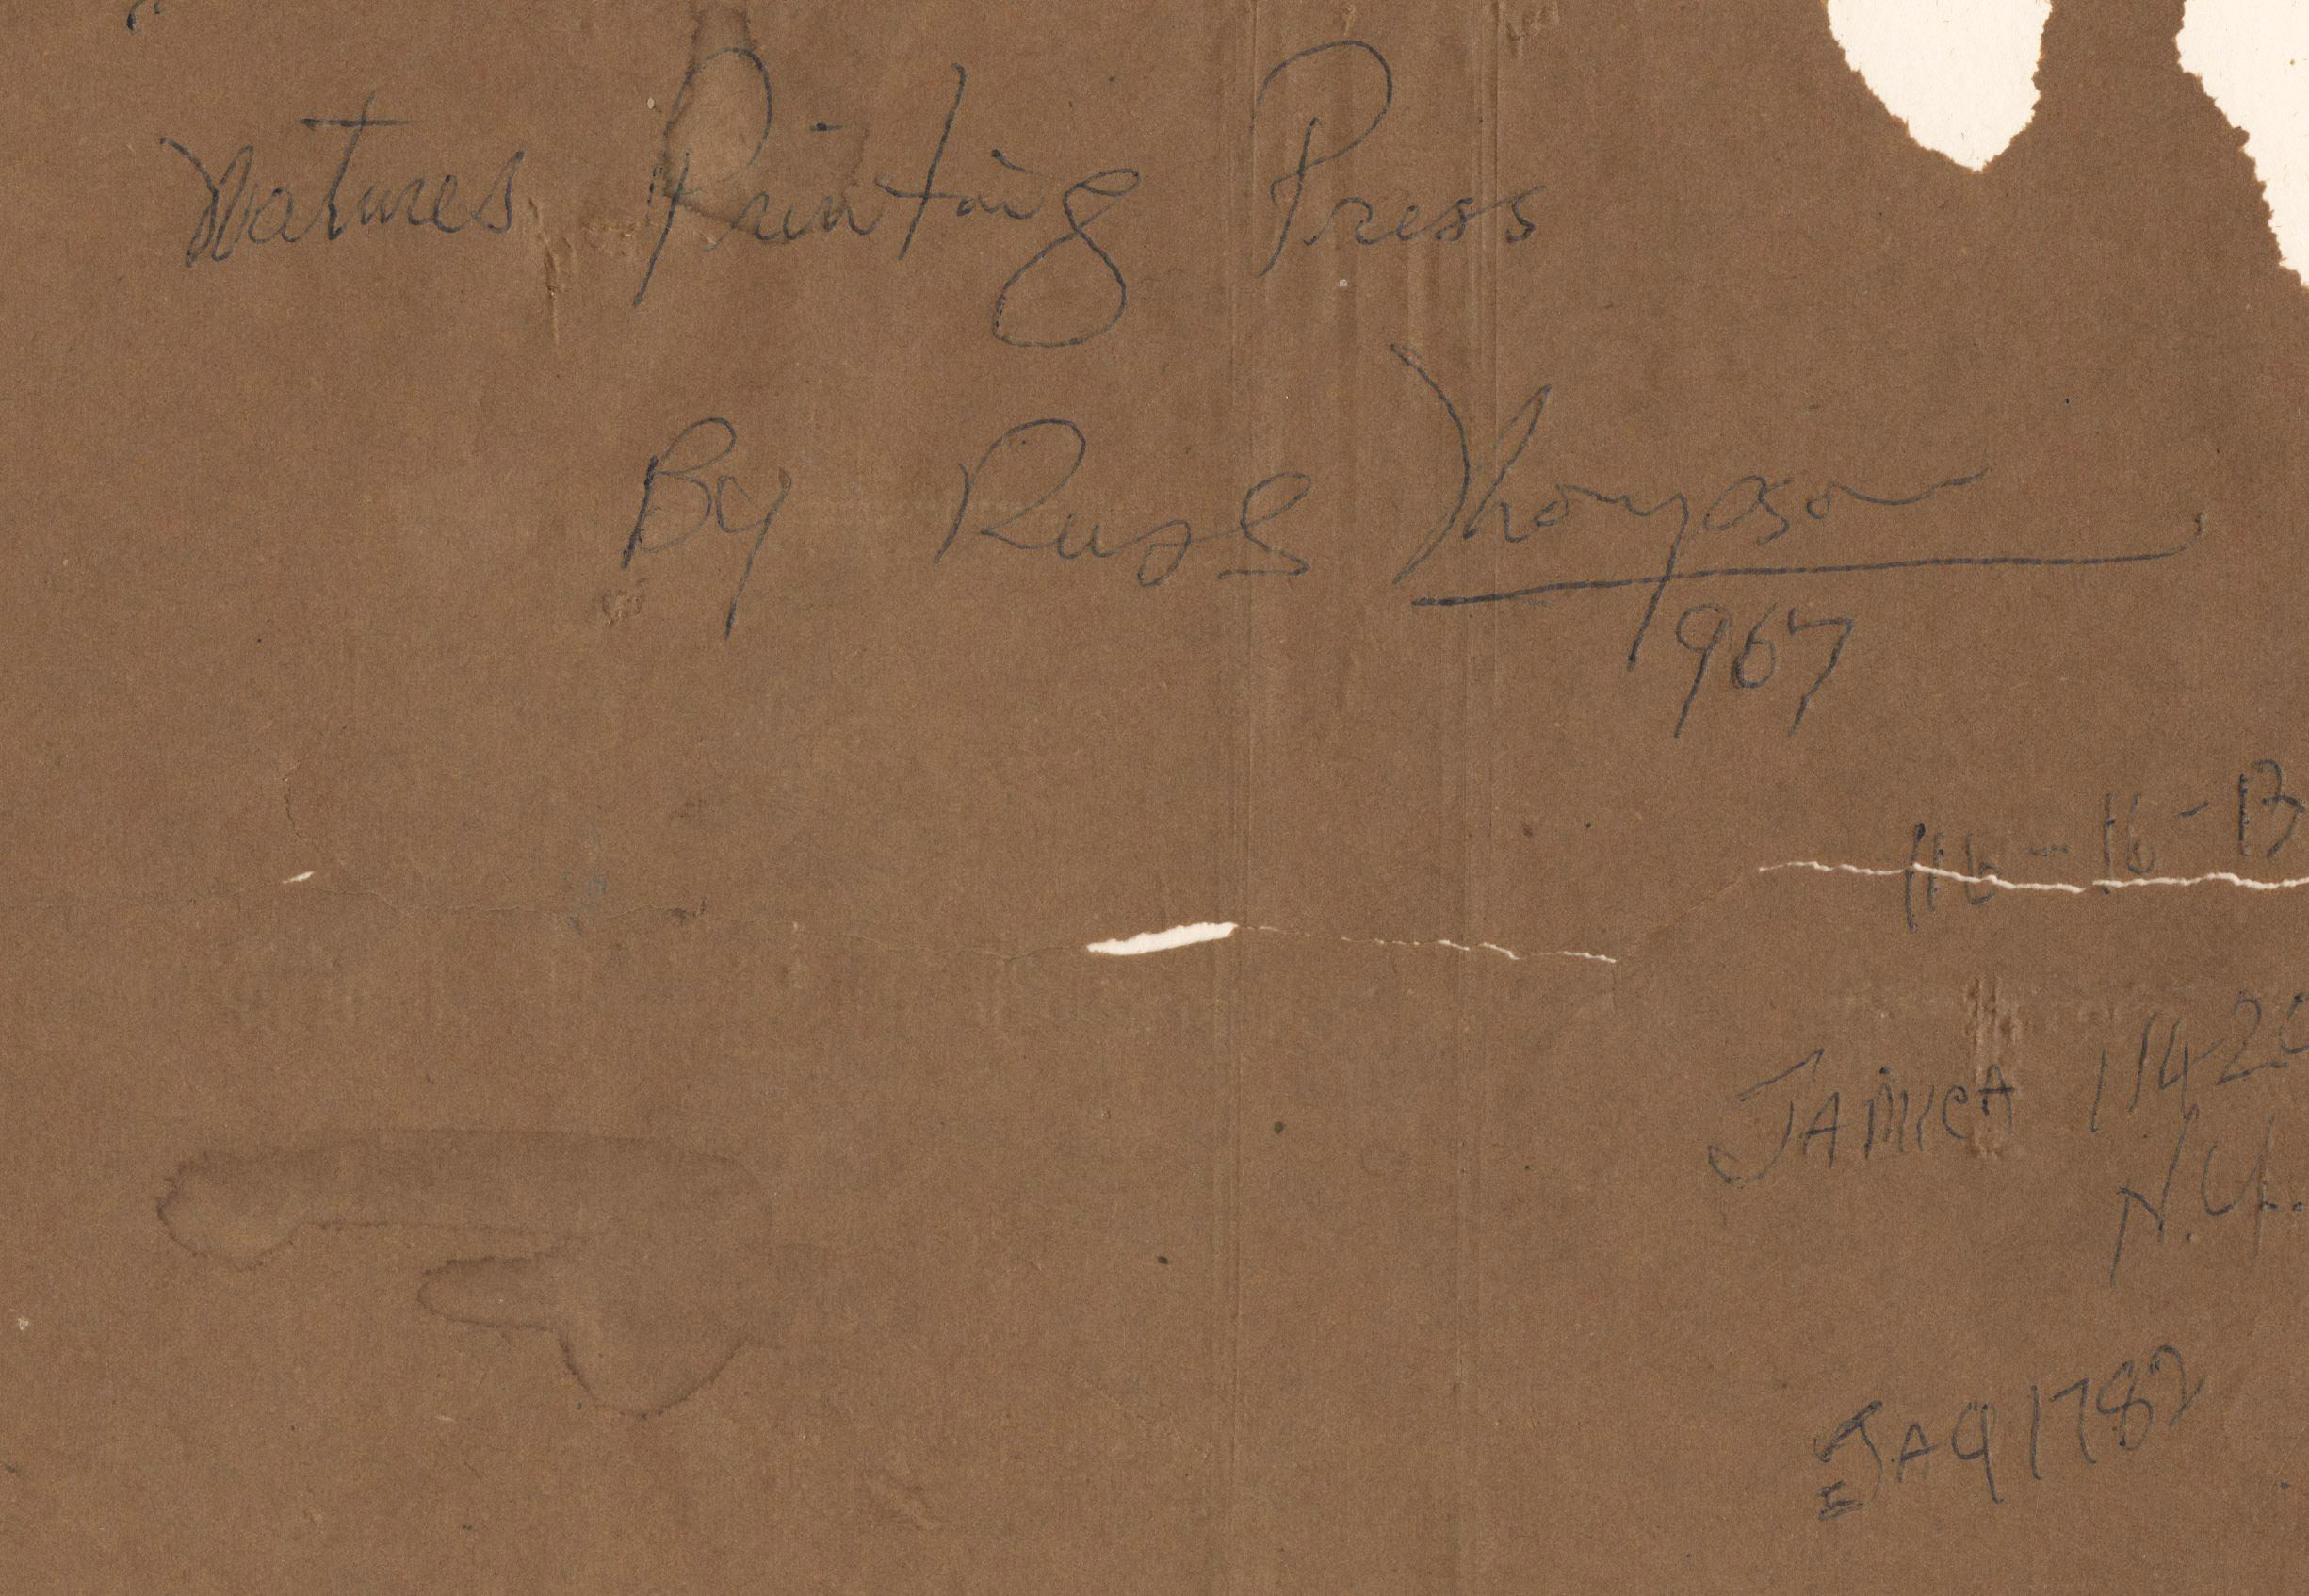 Natures Printing Press
By Russ Thompson
1967
116-16-13
JAMICA 1142
N.Y.
JA91782